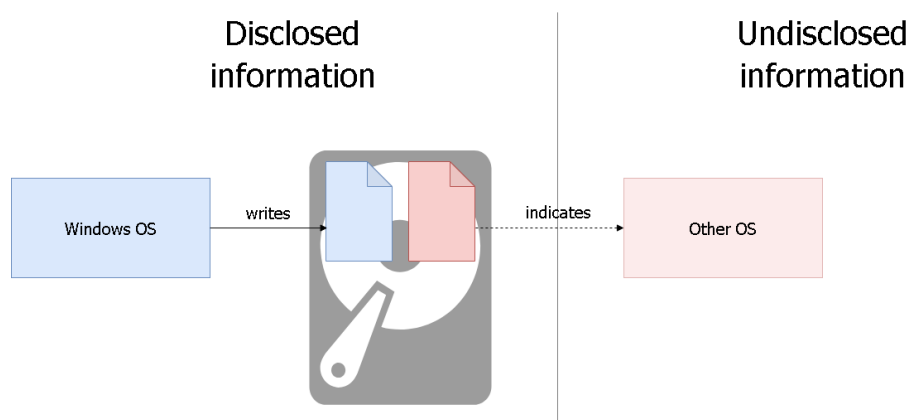 Disclosed
information
Undisclosed
information
Windows OS
writes
indicates
Other OS